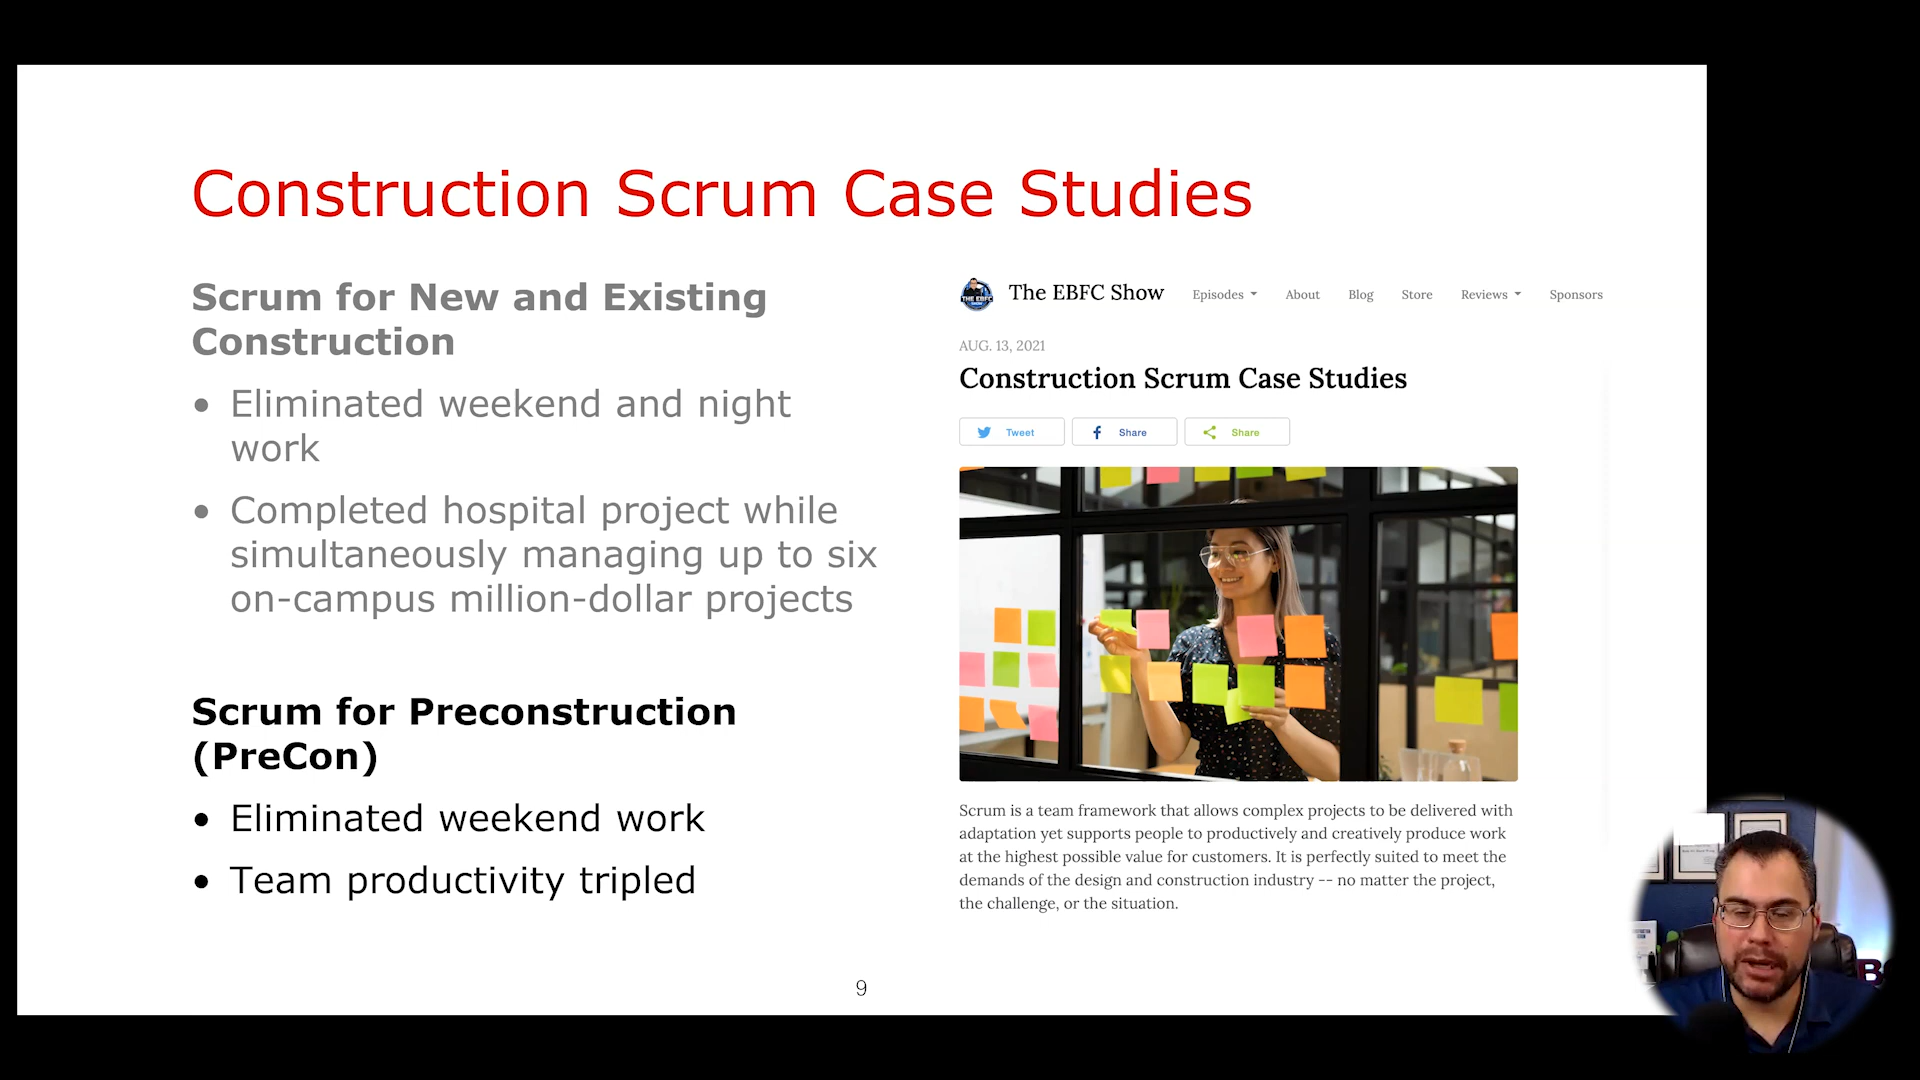 Construction Scrum Case Studies
Scrum for New and Existing
Construction
• Eliminated weekend and night
work
• Completed hospital project while
simultaneously managing up to six
on-campus million-dollar projects
Scrum for Preconstruction
(PreCon)
• Eliminated weekend work
• Team productivity tripled
THE EBFC
SHOW
The EBFC Show
Episodes
About
Blog
Store
Reviews
Sponsors
AUG. 13, 2021
Construction Scrum Case Studies
Tweet
Share
Share
Scrum is a team framework that allows complex projects to be delivered with
adaptation yet supports people to productively and creatively produce work
at the highest possible value for customers. It is perfectly suited to meet the
demands of the design and construction industry -- no matter the project,
the challenge, or the situation.
9